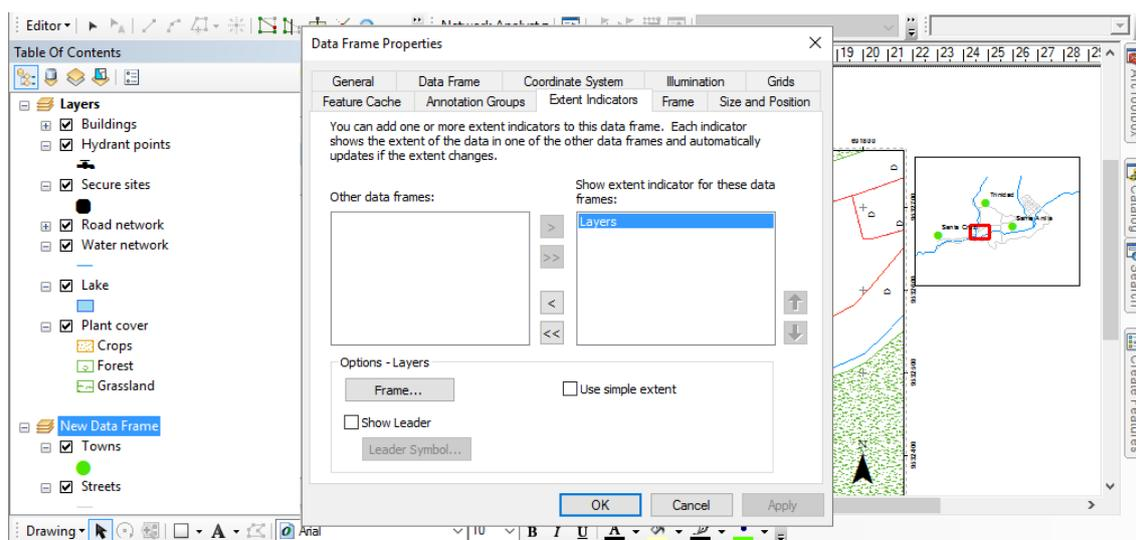 Editor
Table Of Contents
Layers
Buildings
Hydrant points
Secure sites
Road network
Water network
Lake
Plant cover
Crops
Forest
Grassland
New Data Frame
Towns
Streets
Data Frame Properties
General Data Frame Coordinate System Illumination Grids
Feature Cache Annotation Groups Extent Indicators Frame Size and Position
You can add one or more extent indicators to this data frame. Each indicator
shows the extent of the data in one of the other data frames and automatically
updates if the extent changes.
Other data frames:
Show extent indicator for these data
frames:
Layers
>
>>
<
<<
Options - Layers
Frame...
Use simple extent
Show Leader
Leader Symbol...
OK Cancel Apply
19 20 21 22 23 24 25 26 27 28
D
D
D
D
Trinidad
Santa Anita
N
ArcToolbox
Catalog
Search
Create Features
Drawing A Arial 10 B I U A